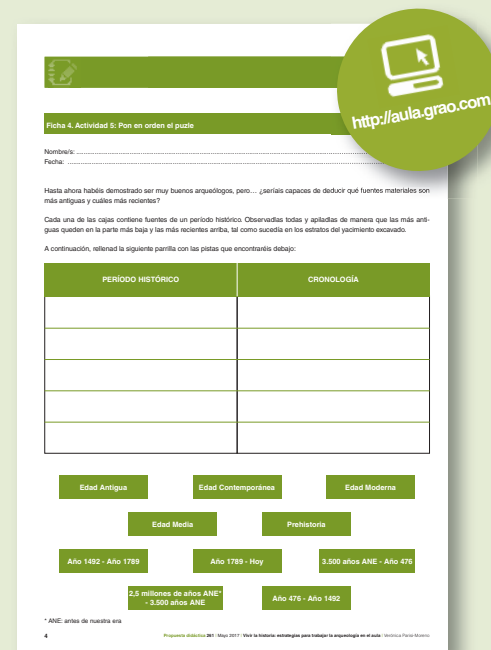 http://aula.grao.com
Ficha 4. Actividad 5: Pon en orden el puzle
Nombre/s:
Fecha:
Hasta ahora habéis demostrado ser muy buenos arqueólogos, pero… ¿seríais capaces de deducir qué fuentes materiales son
más antiguas y cuáles más recientes?
Cada una de las cajas contiene fuentes de un período histórico. Observadlas todas y apiladlas de manera que las más anti-
guas queden en la parte más baja y las más recientes arriba, tal como sucedía en los estratos del yacimiento excavado.
A continuación, rellenad la siguiente parrilla con las pistas que encontraréis debajo:
PERÍODO HISTÓRICO CRONOLOGÍA
Edad Antigua Edad Contemporánea Edad Moderna
Edad Media Prehistoria
Año 1492 - Año 1789 Año 1789 - Hoy 3.500 años ANE - Año 476
2,5 millones de años ANE*
- 3.500 años ANE
Año 476 - Año 1492
* ANE: antes de nuestra era
4 Propuesta didáctica 261 | Mayo 2017 | Vivir la historia: estrategias para trabajar la arqueología en el aula | Verónica Parisi-Moreno